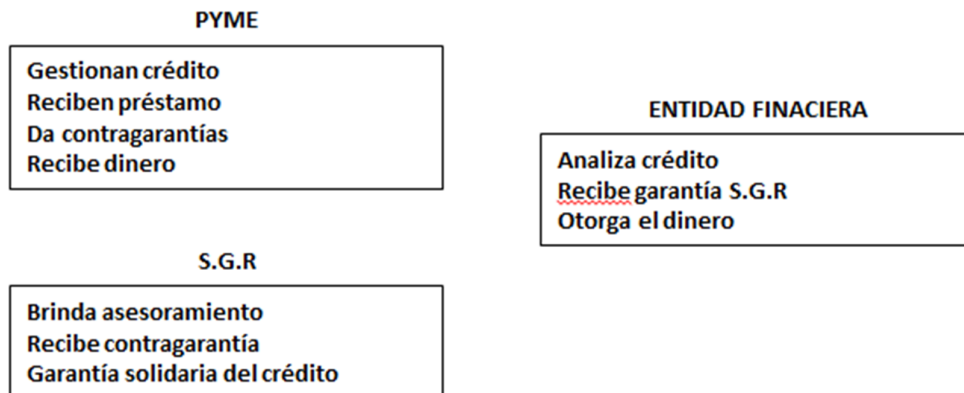 PYME
Gestionan crédito
Reciben préstamo
Da contragarantías
Recibe dinero
ENTIDAD FINACIERA
Analiza crédito
Recibe garantía S.G.R
Otorga el dinero
S.G.R
Brinda asesoramiento
Recibe contragarantía
Garantía solidaria del crédito